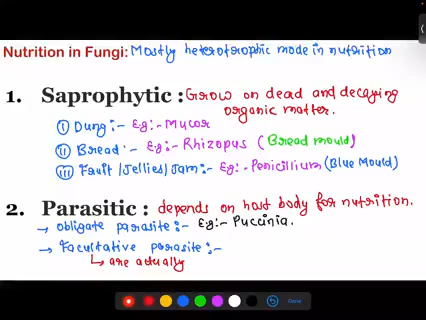 Nutrition in Fungi: Mostly heterotrophic mode in nutrition
1. Saprophytic : Grow on dead and decaying
organic matter.
(i) Dung:- Eg:- Mucor
(ii) Bread:- Eg:- Rhizopus (Bread mould)
(iii) Fruit /Jellies/Jam:- Eg:- Penicillium (Blue Mould)
2. Parasitic : depends on host body for nutrition.
→ obligate parasite:- Eg:- Puccinia.
→ facultative parasite:-
↳ are actually
Done